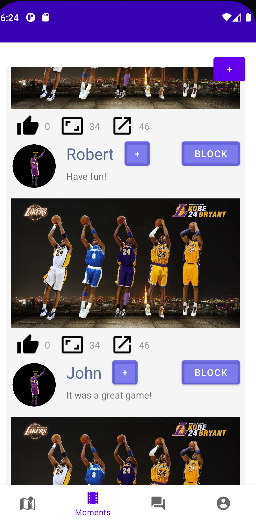 6:24
+
0 34 46
Robert + BLOCK
Have fun!
LAKERS KOBE
24 BRYANT
0 34 46
John + BLOCK
It was a great game!
LAKERS KOBE
24 BRYANT
Moments